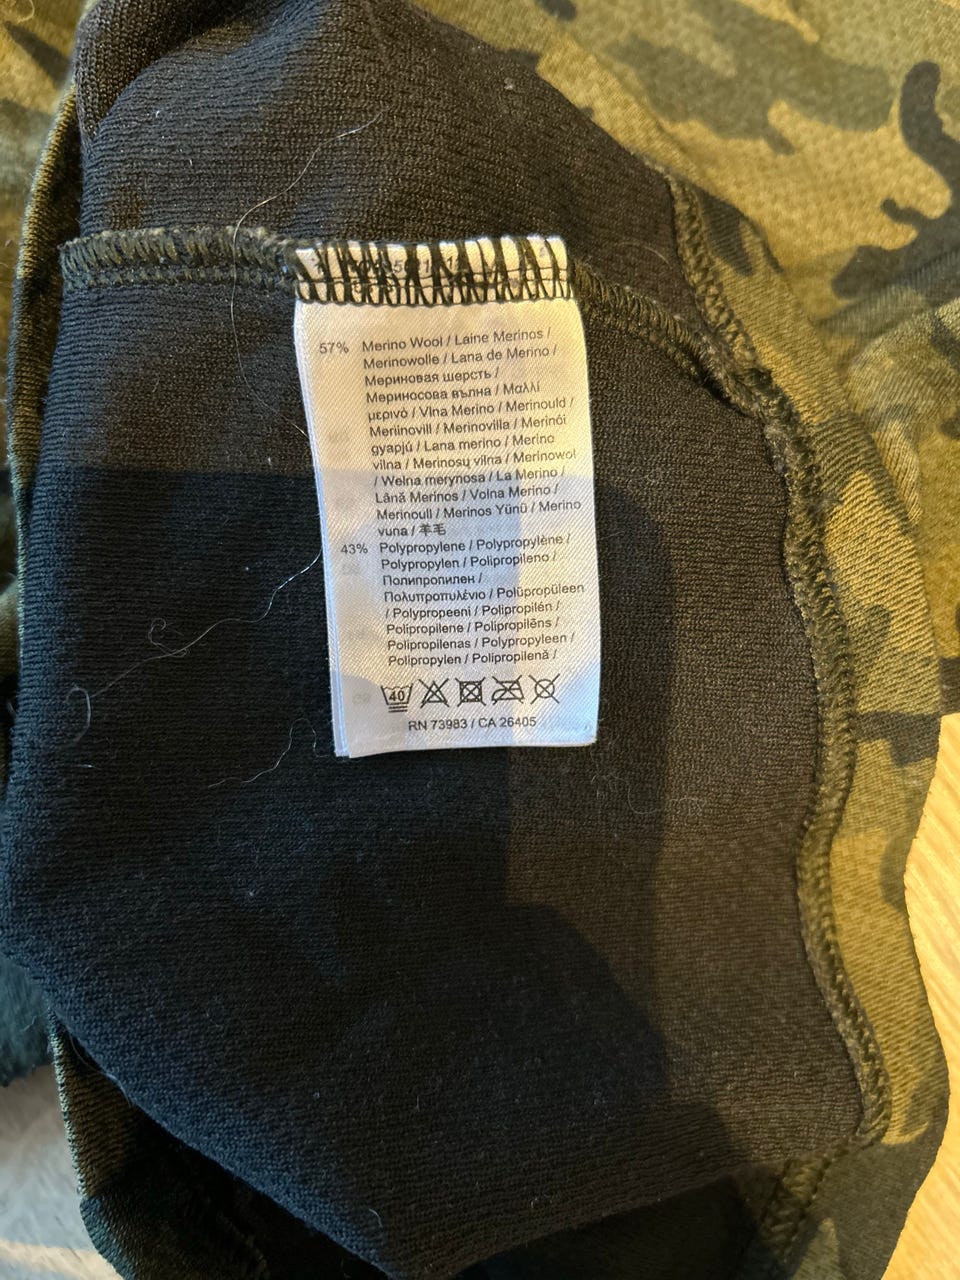 57% Merino Wool / Laine Merinos /
Merinowolle / Lana de Merino /
Мериновая шерсть /
Мериносова вълна / Μαλλί
μερινό / Vlna Merino / Merinould /
Meriinovill / Merinovilla / Merinói
gyapjú / Lana merino / Merino
vilna / Merinosų vilna / Merinowol
/ Wełna merynosa / La Merino /
Lână Merinos / Volna Merino /
Merinoull / Merinos Yünü / Merino
vuna / 羊毛
43% Polypropylene / Polypropylène /
Polypropylen / Polipropileno /
Полипропилен /
Πολυπροπυλένιο / Polüpropüleen
/ Polypropeeni / Polipropilén /
Polipropilene / Polipropilēns /
Polipropilenas / Polypropyleen /
Polipropylen / Polipropilenă /
40
RN 73983 / CA 26405